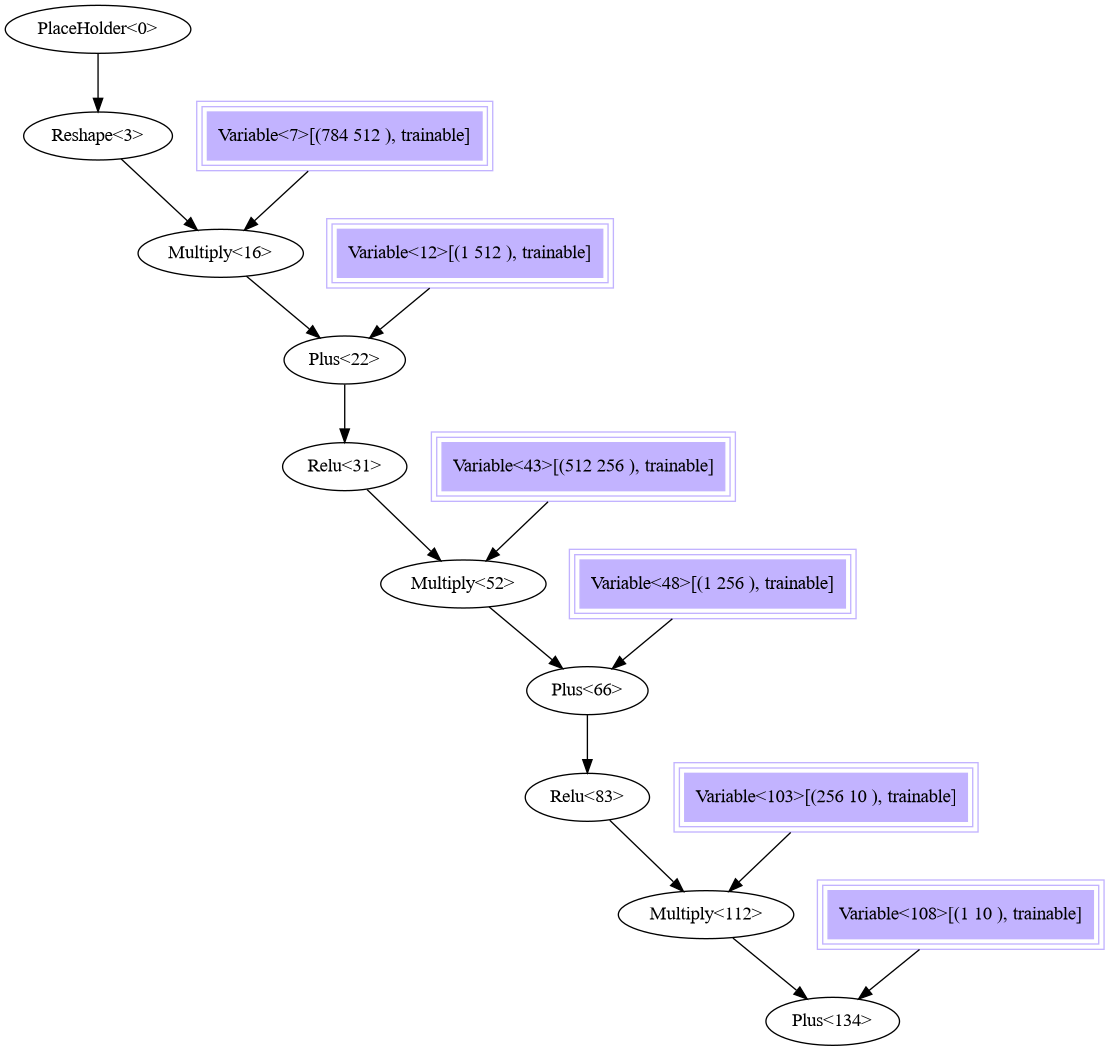 PlaceHolder<0>
Reshape<3>
Variable<7>[(784 512 ), trainable]
Multiply<16>
Variable<12>[(1 512 ), trainable]
Plus<22>
Relu<31>
Variable<43>[(512 256 ), trainable]
Multiply<52>
Variable<48>[(1 256 ), trainable]
Plus<66>
Relu<83>
Variable<103>[(256 10 ), trainable]
Multiply<112>
Variable<108>[(1 10 ), trainable]
Plus<134>